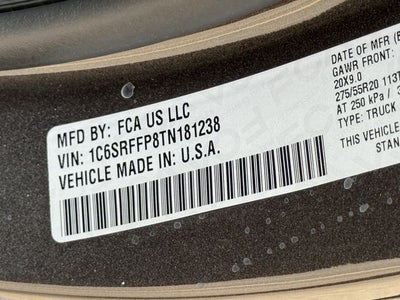 MFD BY: FCA US LLC
VIN: 1C6SRFFP8TN181238
VEHICLE MADE IN: U.S.A.
DATE OF MFR
GAWR FRONT:
20X9.0
275/55R20 113T
AT 250 kPa /
TYPE: TRUCK
THIS VEHICLE
STAN